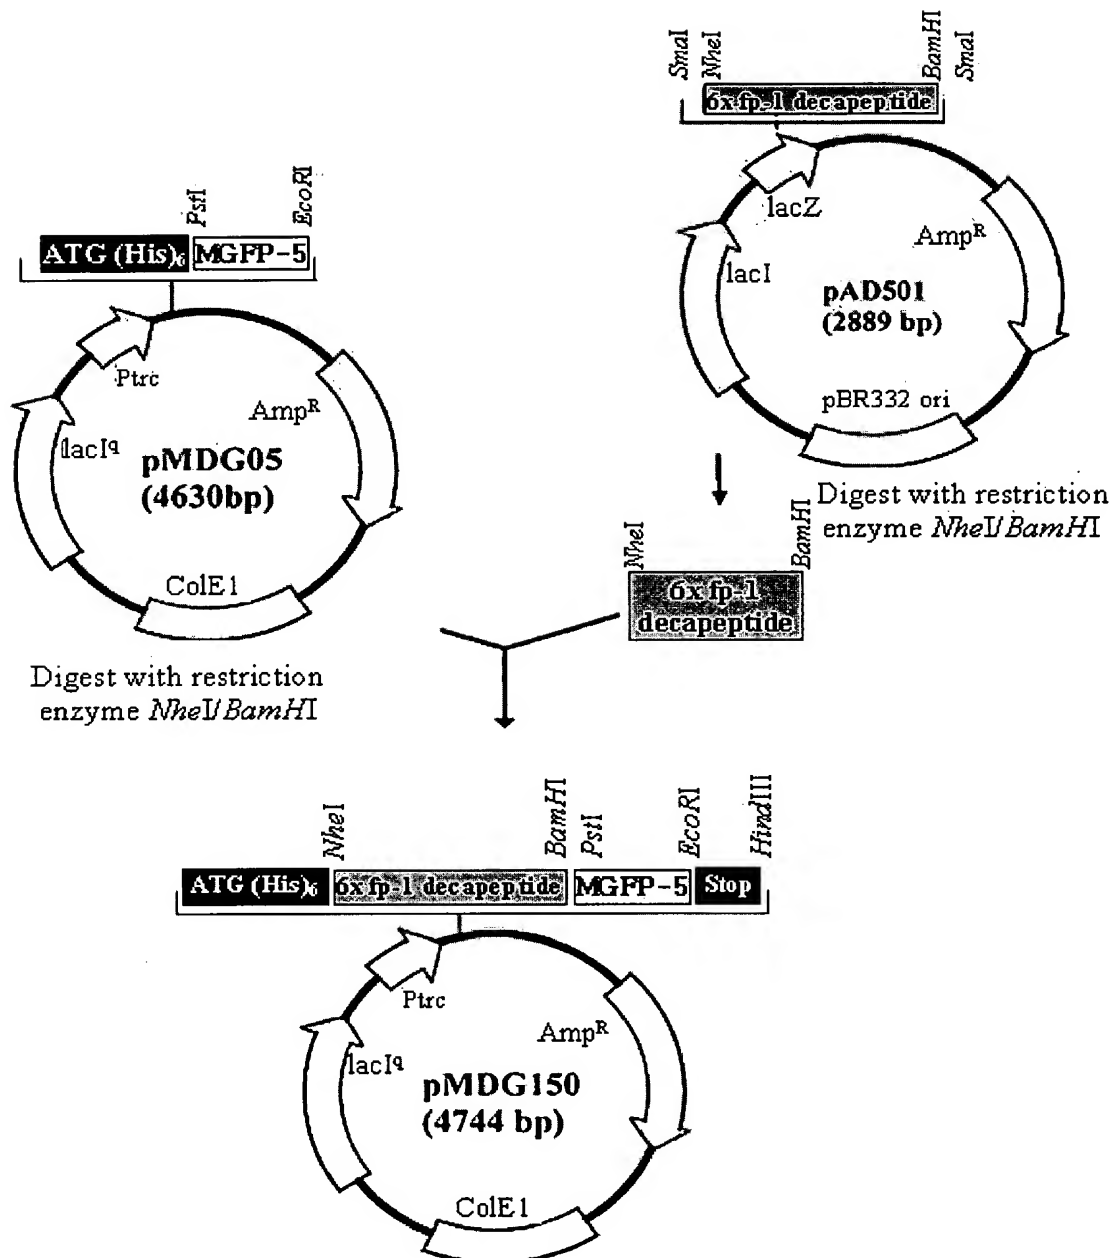 SmaI
NheI
BamHI
SmaI
6x fp-1 decapeptide
lacZ
AmpR
lacI
pAD501
(2889 bp)
pBR332 ori
Digest with restriction
enzyme NheI/BamHI
PstI
EcoRI
ATG (His)6
MGFP-5
Ptrc
AmpR
lacIq
pMDG05
(4630bp)
ColE1
Digest with restriction
enzyme NheI/BamHI
NheI
BamHI
6x fp-1
decapeptide
NheI
BamHI
PstI
EcoRI
HindIII
ATG (His)6
6x fp-1 decapeptide
MGFP-5
Stop
Ptrc
AmpR
lacIq
pMDG150
(4744 bp)
ColE1